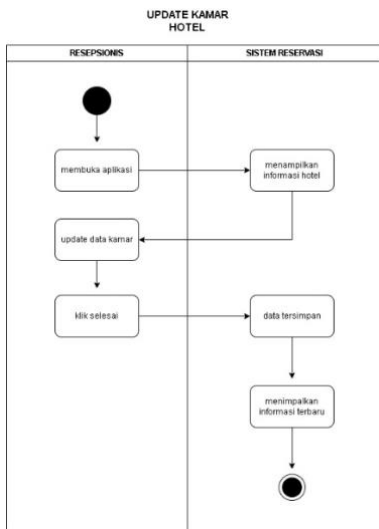 UPDATE KAMAR
HOTEL
RESEPSIONIS
SISTEM RESERVASI
membuka aplikasi
menampilkan
informasi hotel
update data kamar
klik selesai
data tersimpan
menimpalkan
informasi terbaru